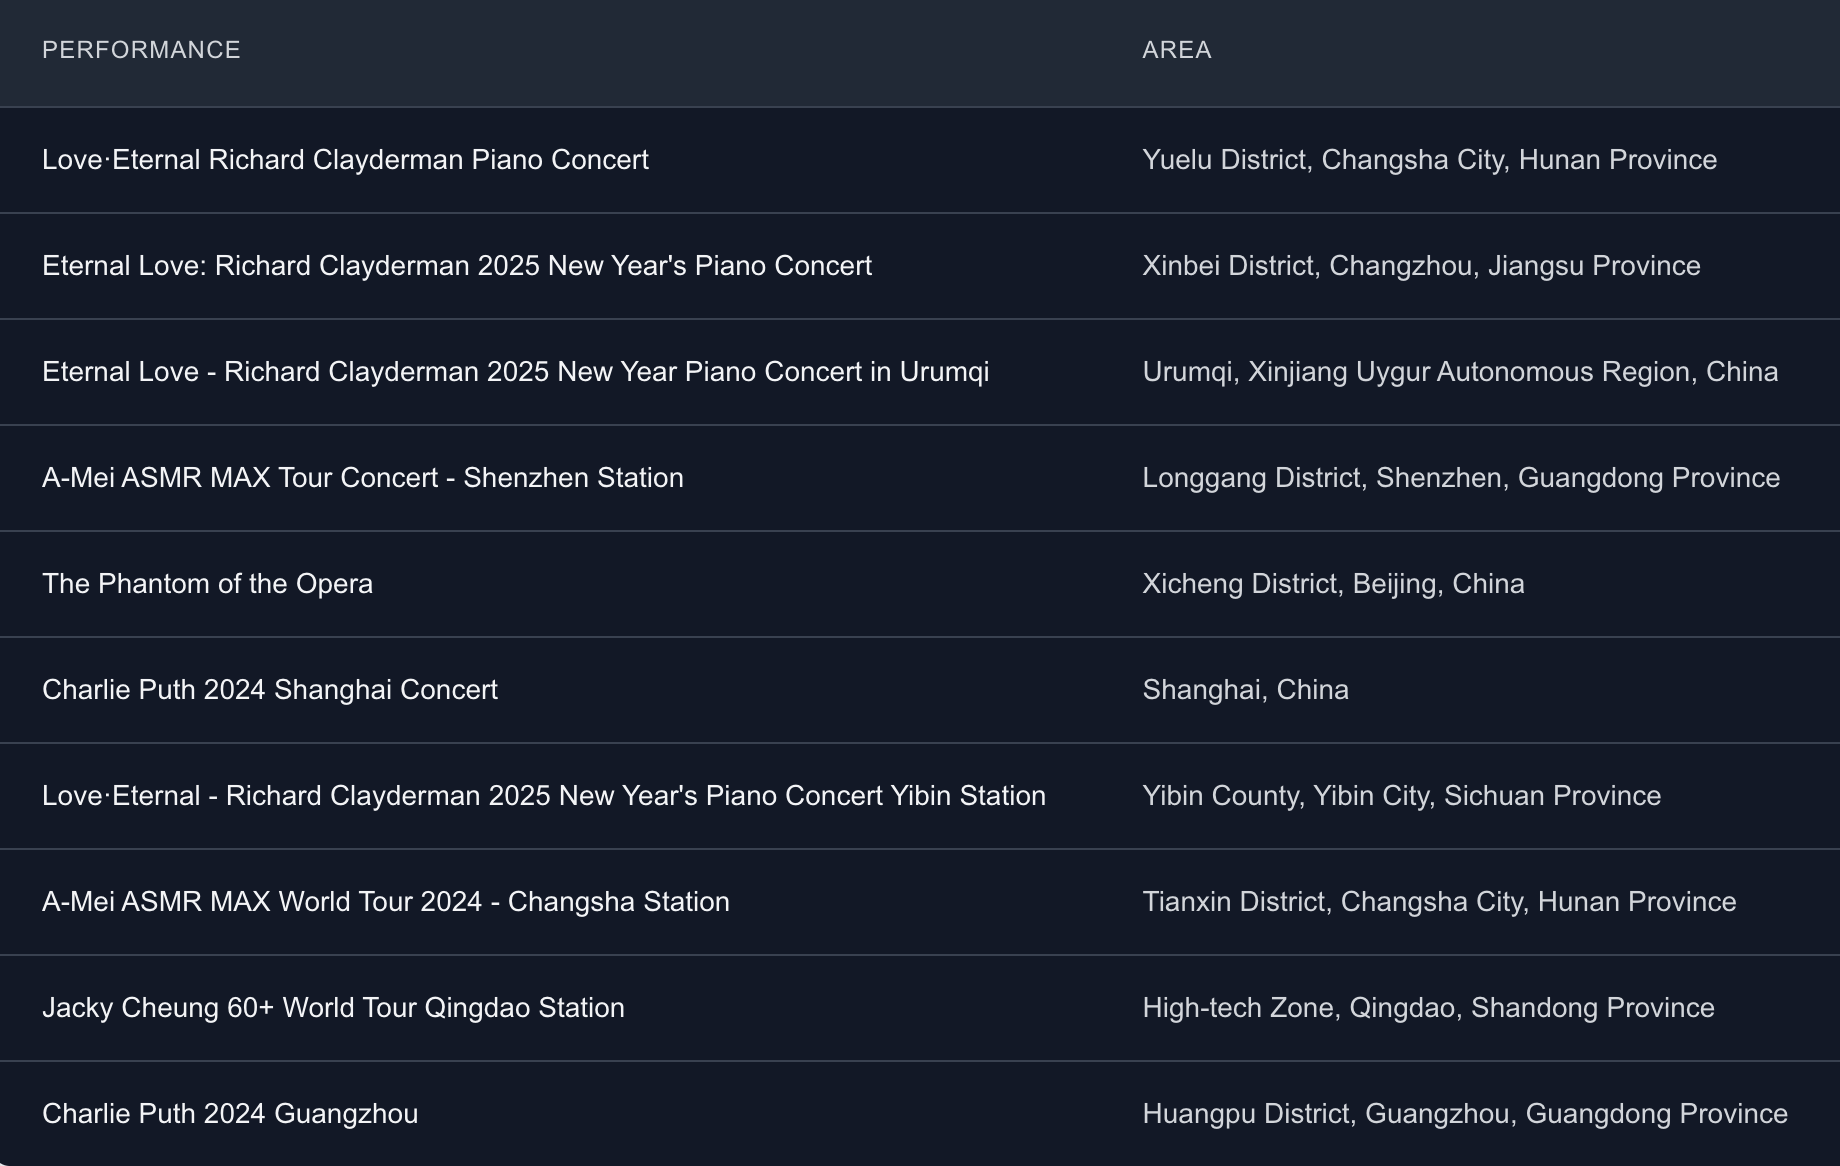 PERFORMANCE AREA
Love·Eternal Richard Clayderman Piano Concert Yuelu District, Changsha City, Hunan Province
Eternal Love: Richard Clayderman 2025 New Year's Piano Concert Xinbei District, Changzhou, Jiangsu Province
Eternal Love - Richard Clayderman 2025 New Year Piano Concert in Urumqi Urumqi, Xinjiang Uygur Autonomous Region, China
A-Mei ASMR MAX Tour Concert - Shenzhen Station Longgang District, Shenzhen, Guangdong Province
The Phantom of the Opera Xicheng District, Beijing, China
Charlie Puth 2024 Shanghai Concert Shanghai, China
Love·Eternal - Richard Clayderman 2025 New Year's Piano Concert Yibin Station Yibin County, Yibin City, Sichuan Province
A-Mei ASMR MAX World Tour 2024 - Changsha Station Tianxin District, Changsha City, Hunan Province
Jacky Cheung 60+ World Tour Qingdao Station High-tech Zone, Qingdao, Shandong Province
Charlie Puth 2024 Guangzhou Huangpu District, Guangzhou, Guangdong Province